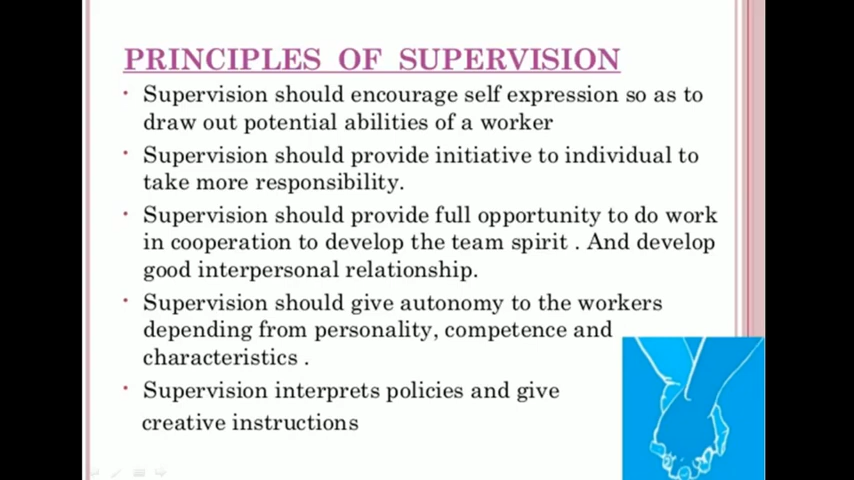 PRINCIPLES OF SUPERVISION
• Supervision should encourage self expression so as to
draw out potential abilities of a worker
• Supervision should provide initiative to individual to
take more responsibility.
• Supervision should provide full opportunity to do work
in cooperation to develop the team spirit . And develop
good interpersonal relationship.
• Supervision should give autonomy to the workers
depending from personality, competence and
characteristics .
• Supervision interprets policies and give
creative instructions